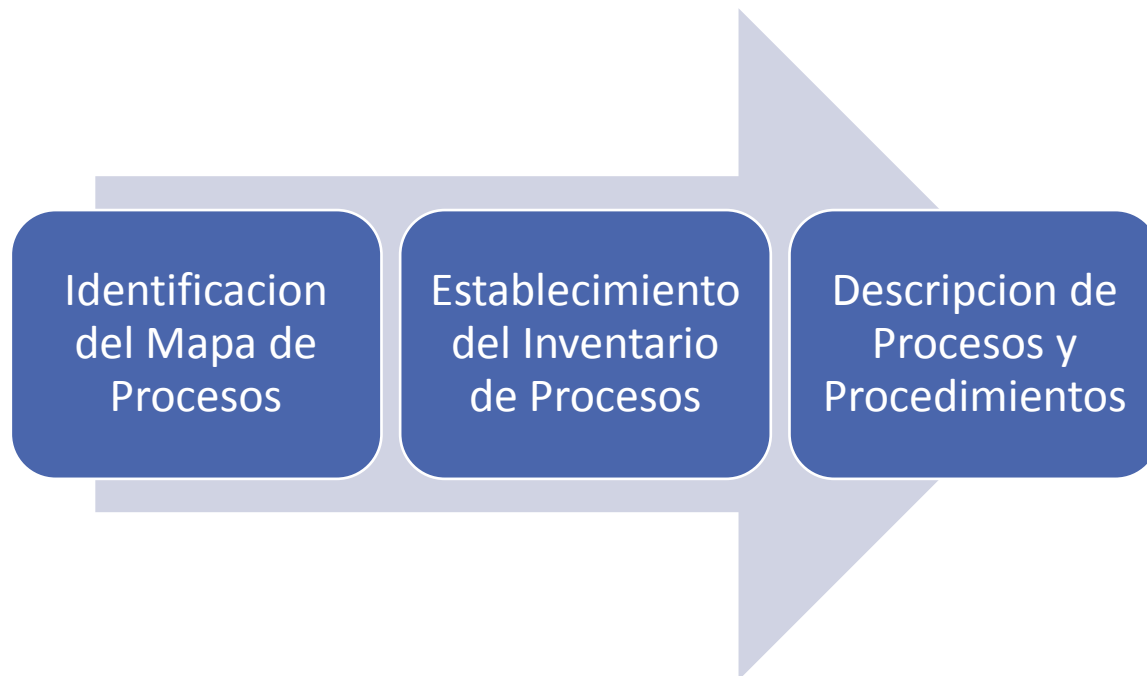 Identificacion
del Mapa de
Procesos
Establecimiento
del Inventario
de Procesos
Descripcion de
Procesos y
Procedimientos